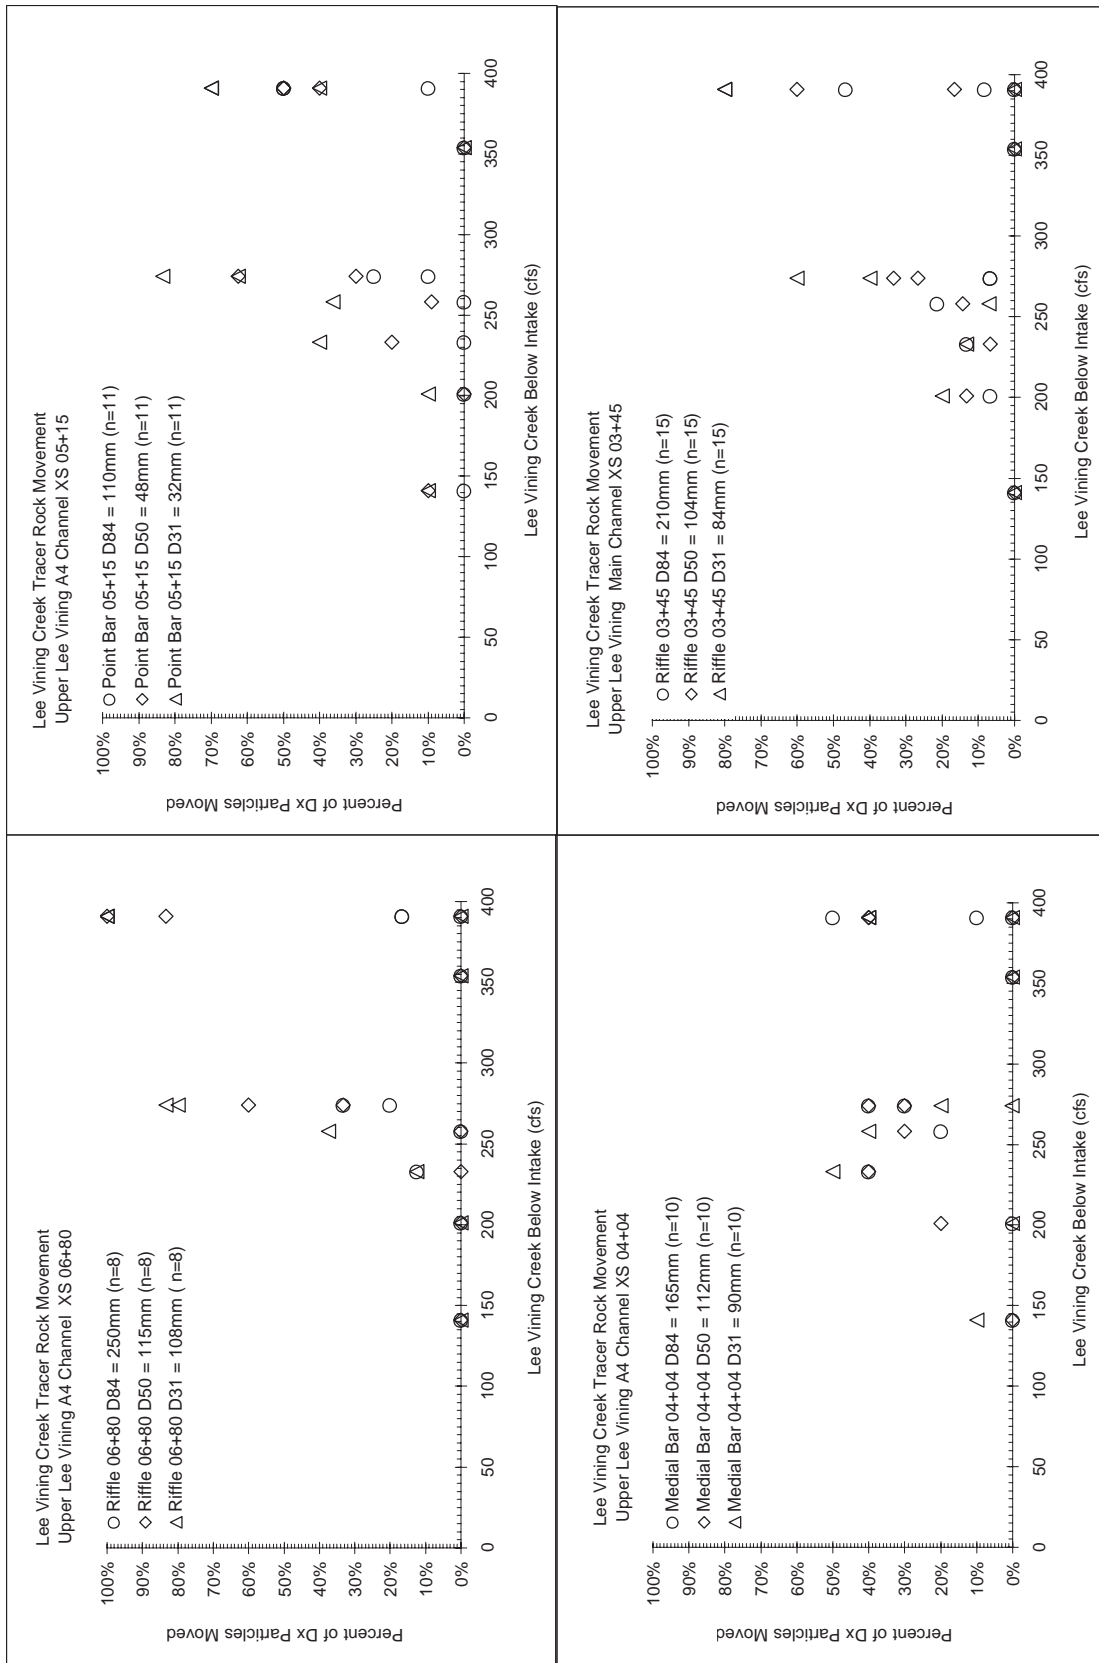 Lee Vining Creek Tracer Rock Movement
Upper Lee Vining A4 Channel  XS 06+80
Riffle 06+80 D84 = 250mm (n=8)
Riffle 06+80 D50 = 115mm (n=8)
Riffle 06+80 D31 = 108mm ( n=8)
100%
90%
80%
70%
60%
50%
40%
30%
20%
10%
0%
0 50 100 150 200 250 300 350 400
Percent of Dx Particles Moved
Lee Vining Creek Below Intake (cfs)
Lee Vining Creek Tracer Rock Movement
Upper Lee Vining A4 Channel XS 05+15
Point Bar 05+15 D84 = 110mm (n=11)
Point Bar 05+15 D50 = 48mm (n=11)
Point Bar 05+15 D31 = 32mm (n=11)
100%
90%
80%
70%
60%
50%
40%
30%
20%
10%
0%
0 50 100 150 200 250 300 350 400
Percent of Dx Particles Moved
Lee Vining Creek Below Intake (cfs)
Lee Vining Creek Tracer Rock Movement
Upper Lee Vining A4 Channel XS 04+04
Medial Bar 04+04 D84 = 165mm (n=10)
Medial Bar 04+04 D50 = 112mm (n=10)
Medial Bar 04+04 D31 = 90mm (n=10)
100%
90%
80%
70%
60%
50%
40%
30%
20%
10%
0%
0 50 100 150 200 250 300 350 400
Percent of Dx Particles Moved
Lee Vining Creek Below Intake (cfs)
Lee Vining Creek Tracer Rock Movement
Upper Lee Vining  Main Channel XS 03+45
Riffle 03+45 D84 = 210mm (n=15)
Riffle 03+45 D50 = 104mm (n=15)
Riffle 03+45 D31 = 84mm (n=15)
100%
90%
80%
70%
60%
50%
40%
30%
20%
10%
0%
0 50 100 150 200 250 300 350 400
Percent of Dx Particles Moved
Lee Vining Creek Below Intake (cfs)